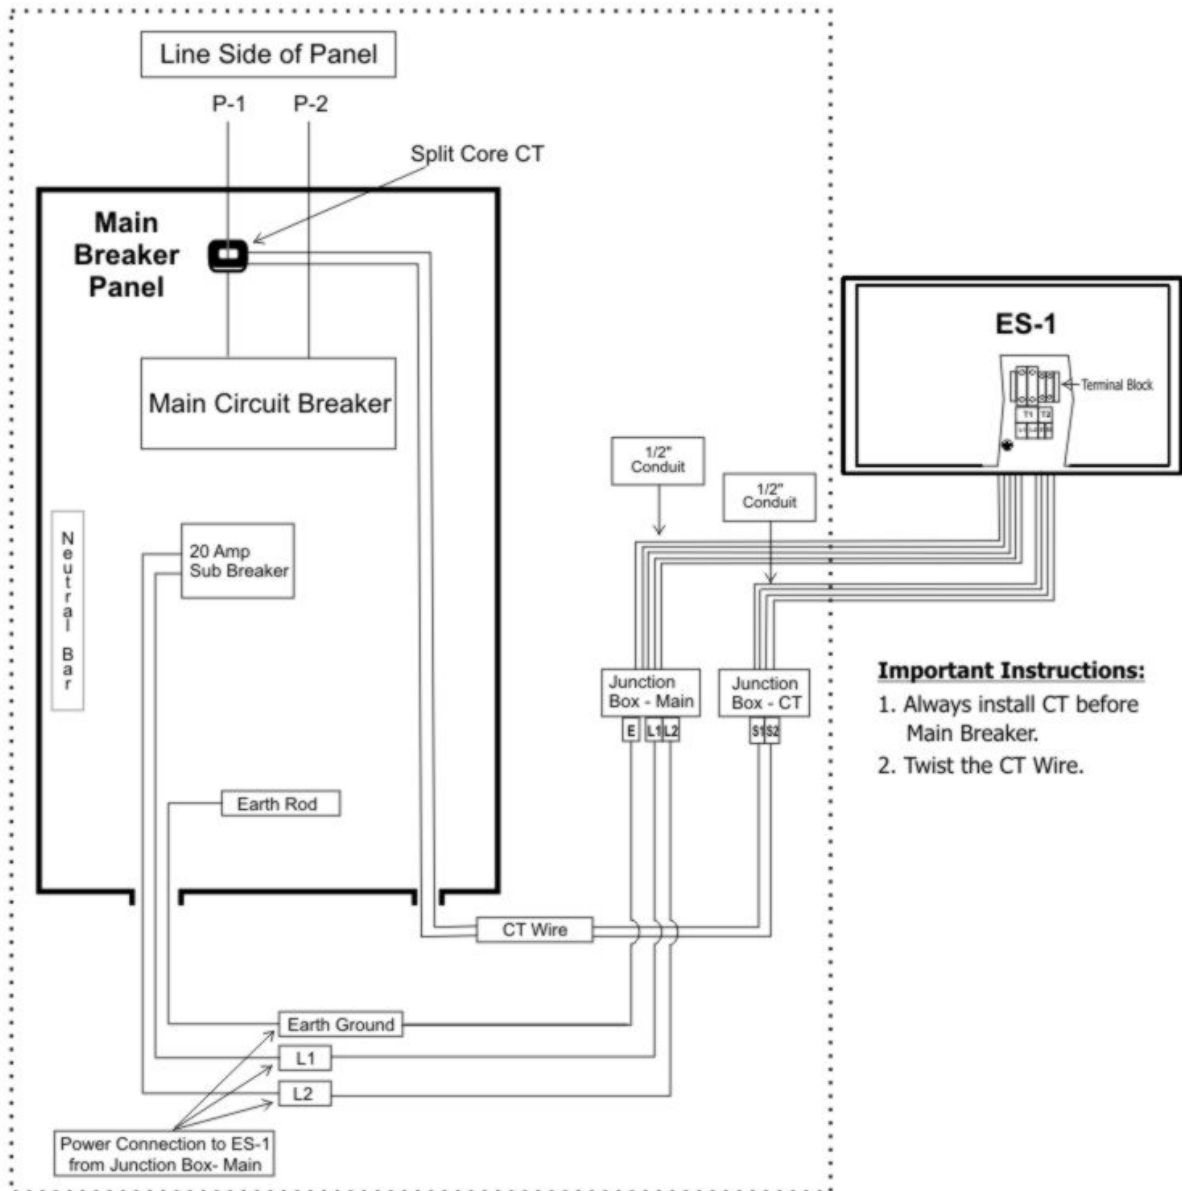 Line Side of Panel
P-1
P-2
Split Core CT
Main
Breaker
Panel
Main Circuit Breaker
ES-1
Terminal Block
T1
T2
1/2"
Conduit
1/2"
Conduit
Neutral Bar
20 Amp
Sub Breaker
Junction
Box - Main
Junction
Box - CT
E
L1
L2
S1
S2
Important Instructions:
1. Always install CT before
Main Breaker.
2. Twist the CT Wire.
Earth Rod
CT Wire
Earth Ground
L1
L2
Power Connection to ES-1
from Junction Box- Main